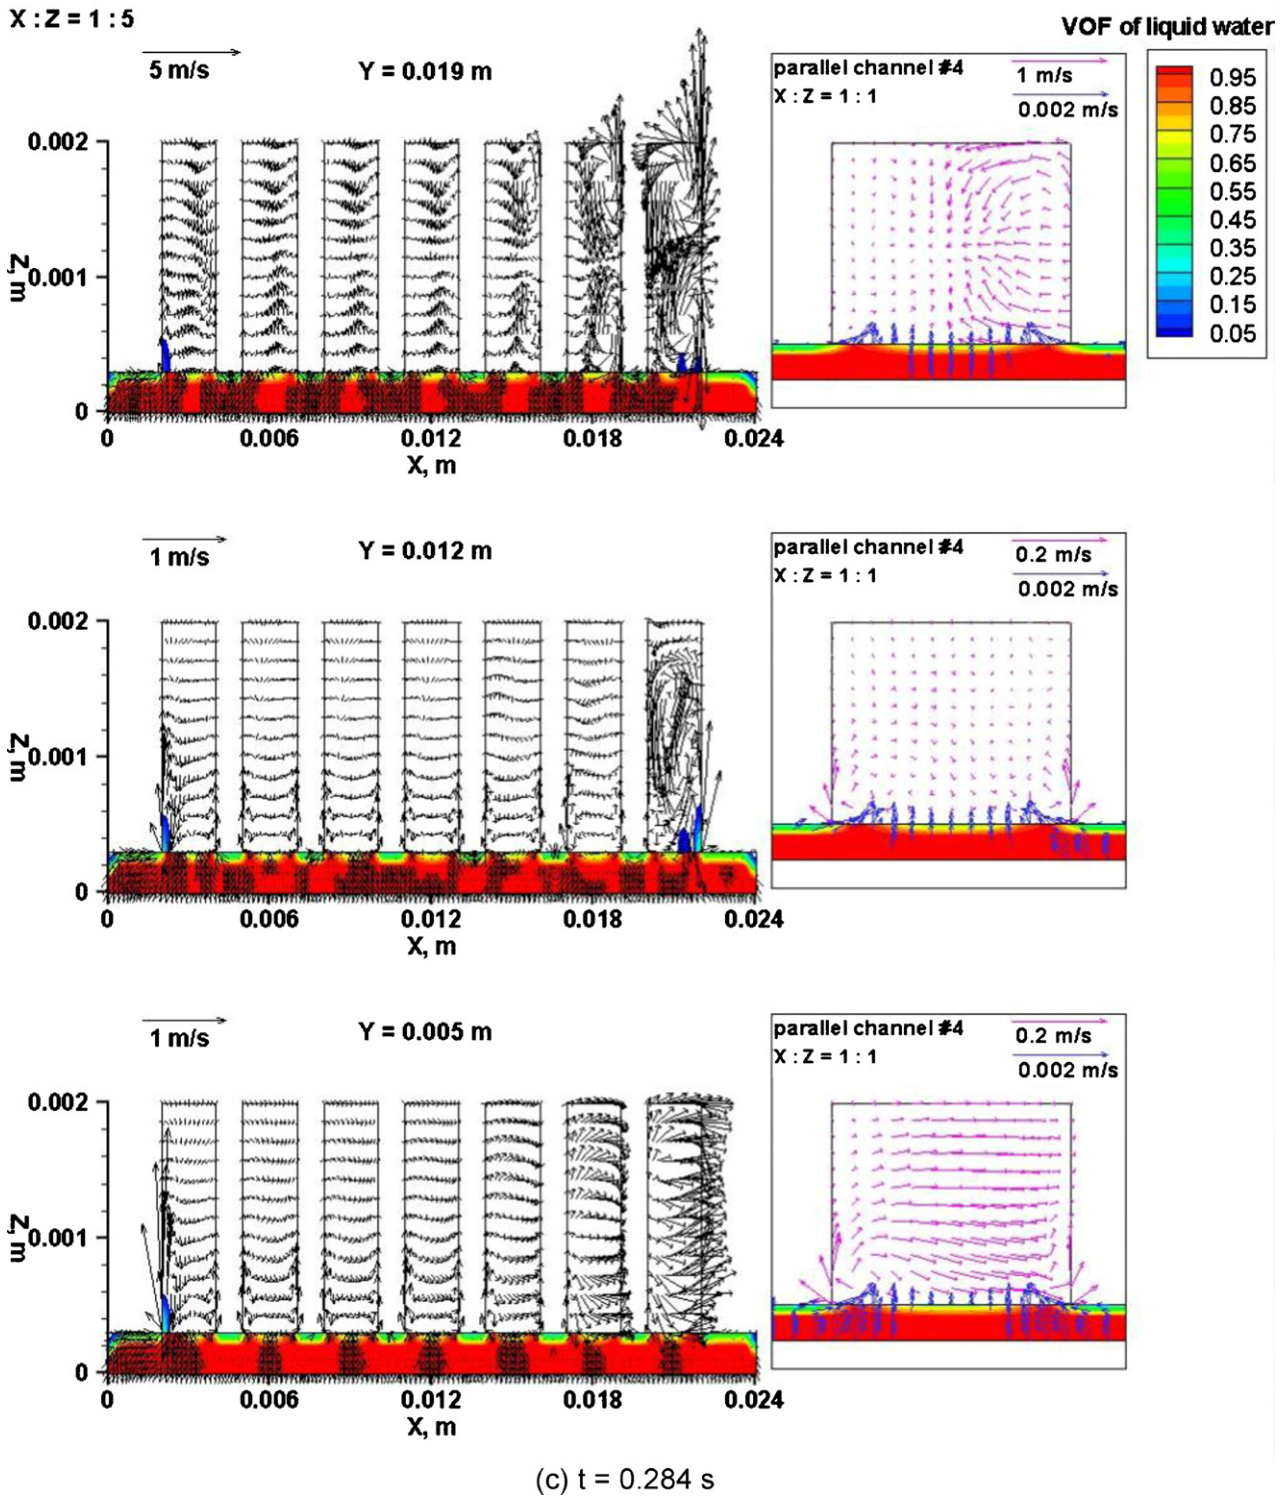 X : Z = 1 : 5
VOF of liquid water
5 m/s
Y = 0.019 m
parallel channel #4
X : Z = 1 : 1
1 m/s
0.002 m/s
0.95
0.85
0.75
0.65
0.55
0.45
0.35
0.25
0.15
0.05
0.002
0.001
0
Z, m
0
0.006
0.012
0.018
0.024
X, m
1 m/s
Y = 0.012 m
parallel channel #4
X : Z = 1 : 1
0.2 m/s
0.002 m/s
0.002
0.001
0
Z, m
0
0.006
0.012
0.018
0.024
X, m
1 m/s
Y = 0.005 m
parallel channel #4
X : Z = 1 : 1
0.2 m/s
0.002 m/s
0.002
0.001
0
Z, m
0
0.006
0.012
0.018
0.024
X, m
(c) t = 0.284 s